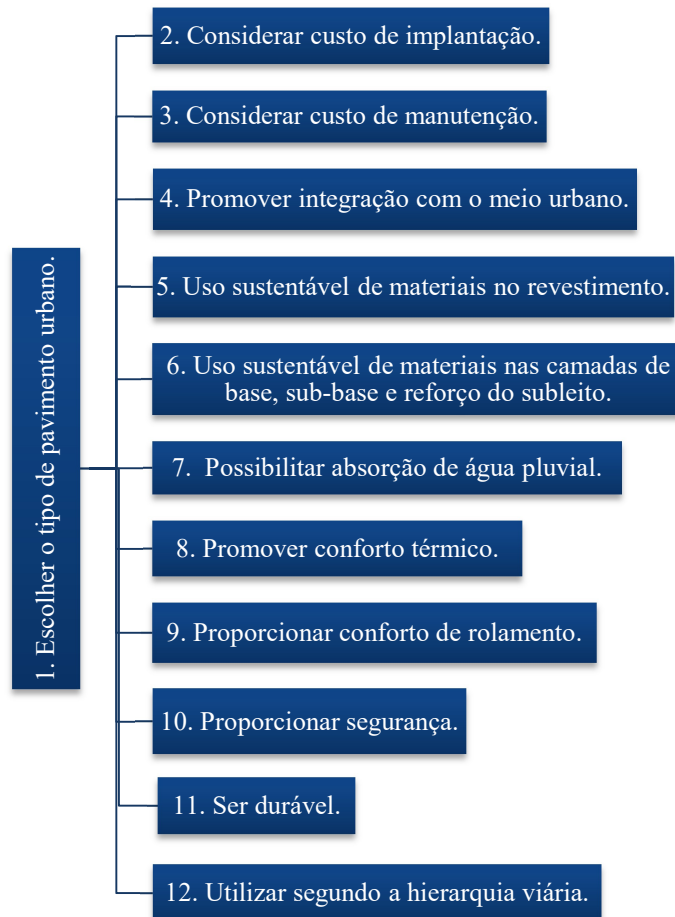 2. Considerar custo de implantação.
3. Considerar custo de manutenção.
4. Promover integração com o meio urbano.
1. Escolher o tipo de pavimento urbano.
5. Uso sustentável de materiais no revestimento.
6. Uso sustentável de materiais nas camadas de
base, sub-base e reforço do subleito.
7. Possibilitar absorção de água pluvial.
8. Promover conforto térmico.
9. Proporcionar conforto de rolamento.
10. Proporcionar segurança.
11. Ser durável.
12. Utilizar segundo a hierarquia viária.